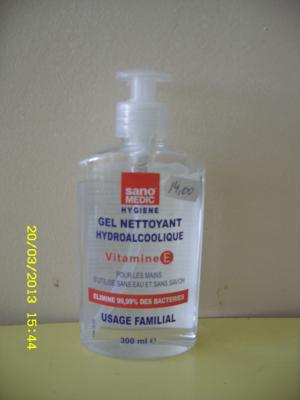 sano
MEDIC
HYGIENE
14,00
GEL NETTOYANT
HYDROALCOOLIQUE
Vitamine E
POUR LES MAINS
S'UTILISE SANS EAU ET SANS SAVON
ELIMINE 99,99% DES BACTERIES
USAGE FAMILIAL
300 ml e
20/03/2013 15:44